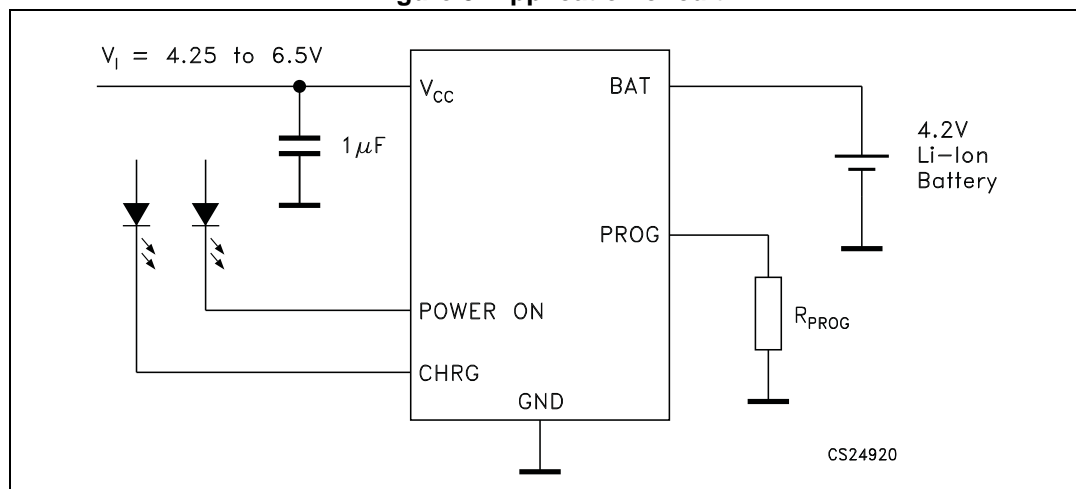 V_I = 4.25 to 6.5V
V_CC
BAT
1μF
4.2V
Li-Ion
Battery
PROG
POWER ON
R_PROG
CHRG
GND
CS24920